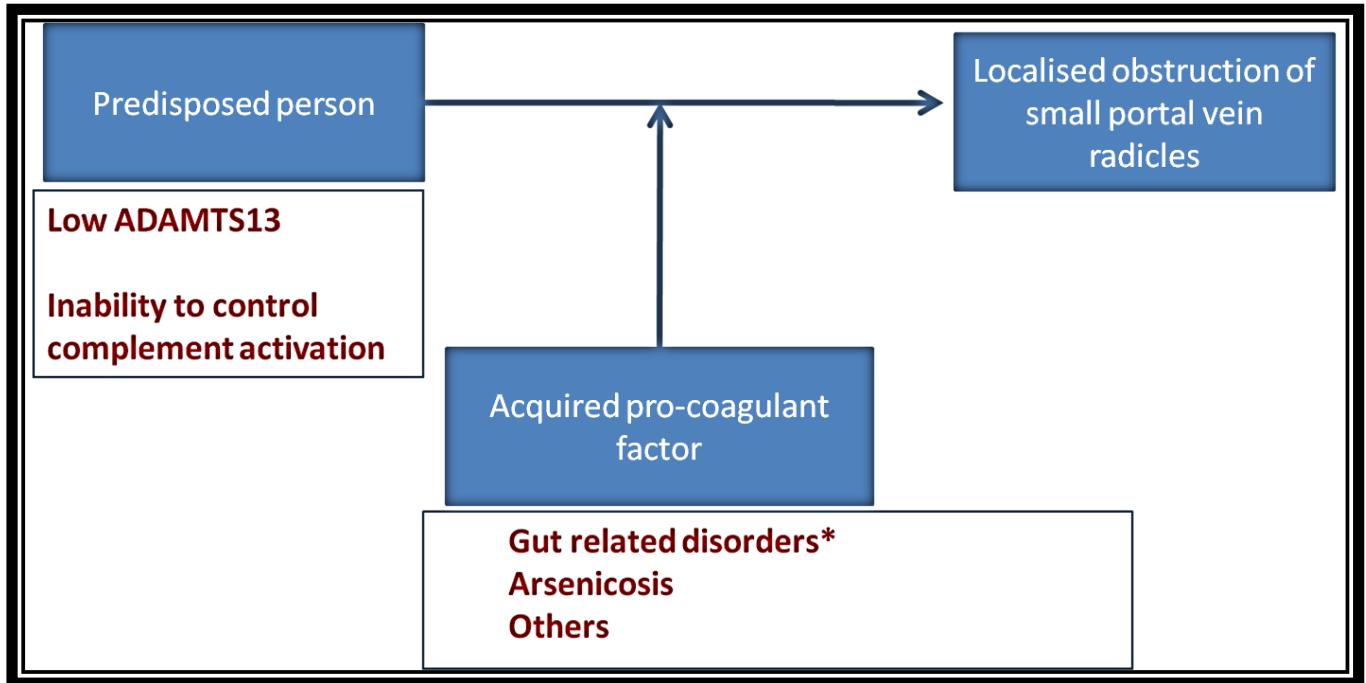 Predisposed person
Localised obstruction of
small portal vein
radicles
Low ADAMTS13
Inability to control
complement activation
Acquired pro-coagulant
factor
Gut related disorders*
Arsenicosis
Others